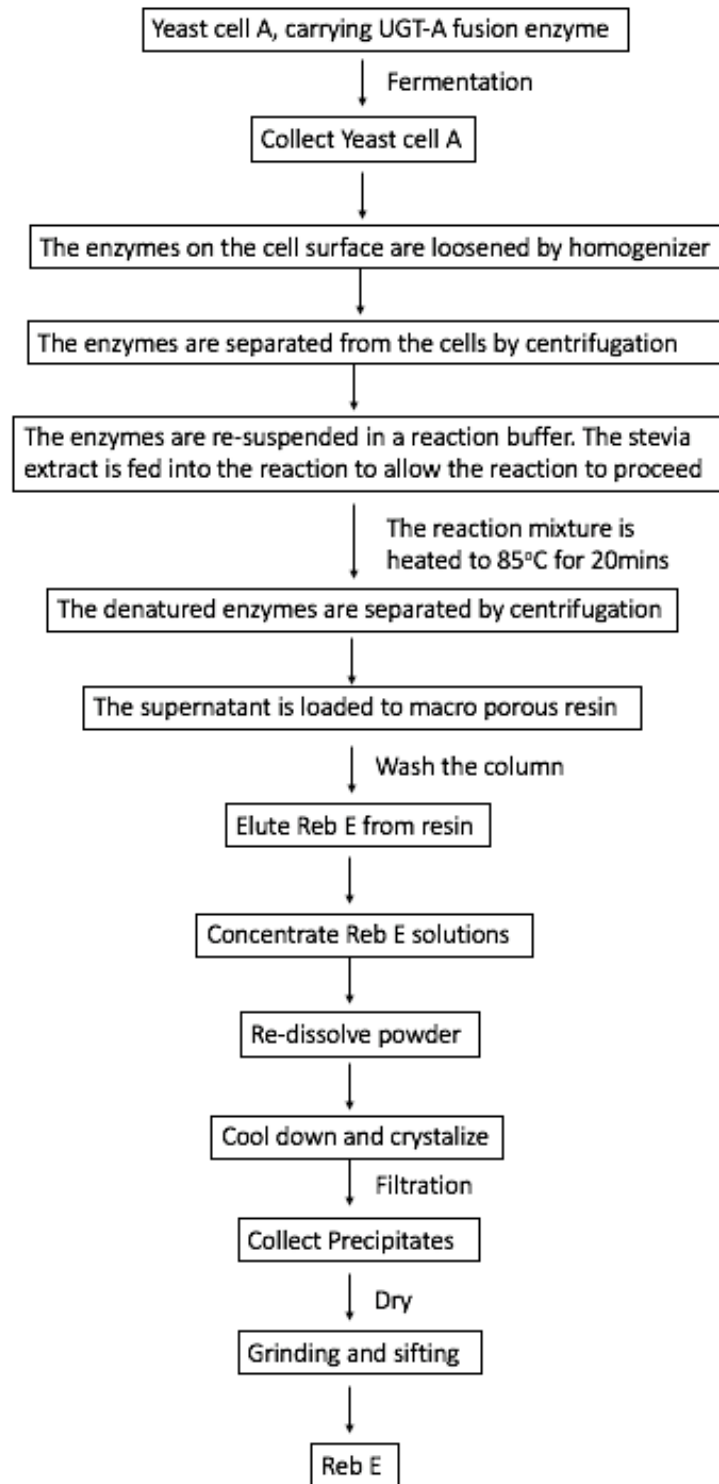 Yeast cell A, carrying UGT-A fusion enzyme
Fermentation
Collect Yeast cell A
The enzymes on the cell surface are loosened by homogenizer
The enzymes are separated from the cells by centrifugation
The enzymes are re-suspended in a reaction buffer. The stevia
extract is fed into the reaction to allow the reaction to proceed
The reaction mixture is
heated to 85°C for 20mins
The denatured enzymes are separated by centrifugation
The supernatant is loaded to macro porous resin
Wash the column
Elute Reb E from resin
Concentrate Reb E solutions
Re-dissolve powder
Cool down and crystalize
Filtration
Collect Precipitates
Dry
Grinding and sifting
Reb E